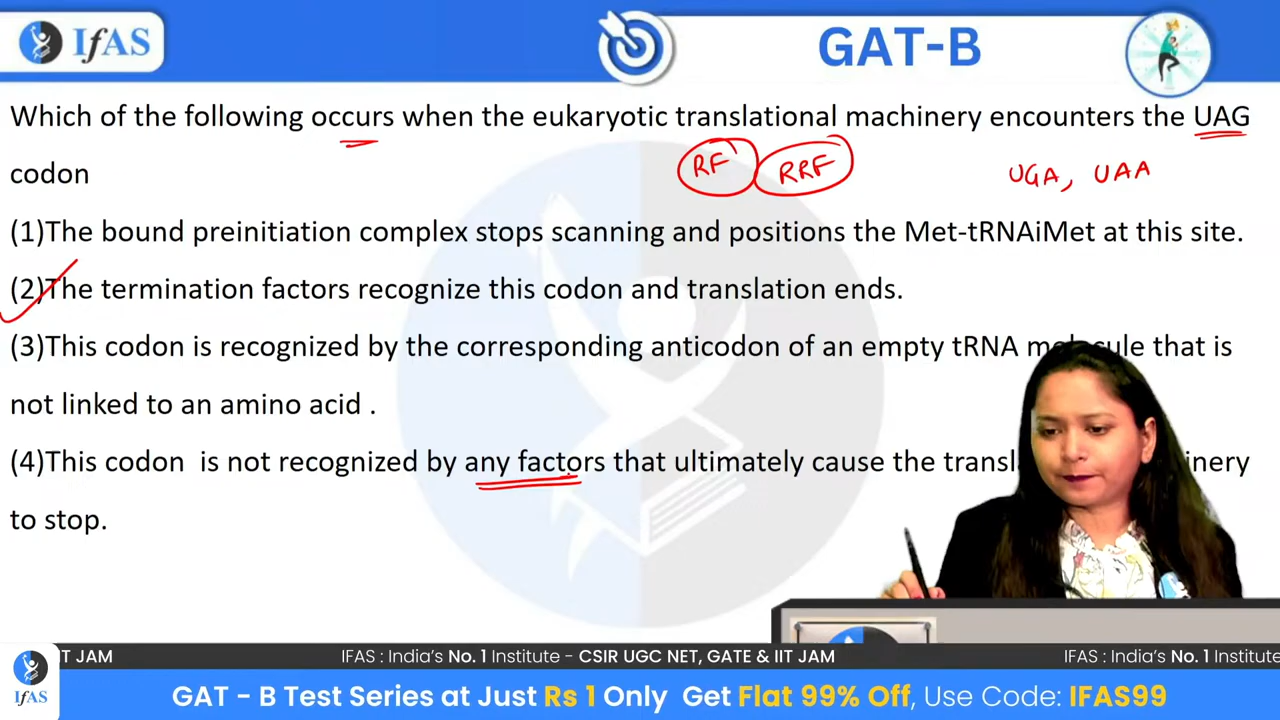 IfAS
GAT-B
Which of the following occurs when the eukaryotic translational machinery encounters the UAG
codon
RF RRF UGA, UAA
(1)The bound preinitiation complex stops scanning and positions the Met-tRNAiMet at this site.
(2)The termination factors recognize this codon and translation ends.
(3)This codon is recognized by the corresponding anticodon of an empty tRNA molecule that is
not linked to an amino acid .
(4)This codon is not recognized by any factors that ultimately cause the
to stop.
IT JAM IFAS : India's No. 1 Institute - CSIR UGC NET, GATE & IIT JAM IFAS : India's No. 1 Institute
IfAS GAT - B Test Series at Just Rs 1 Only Get Flat 99% Off, Use Code: IFAS99